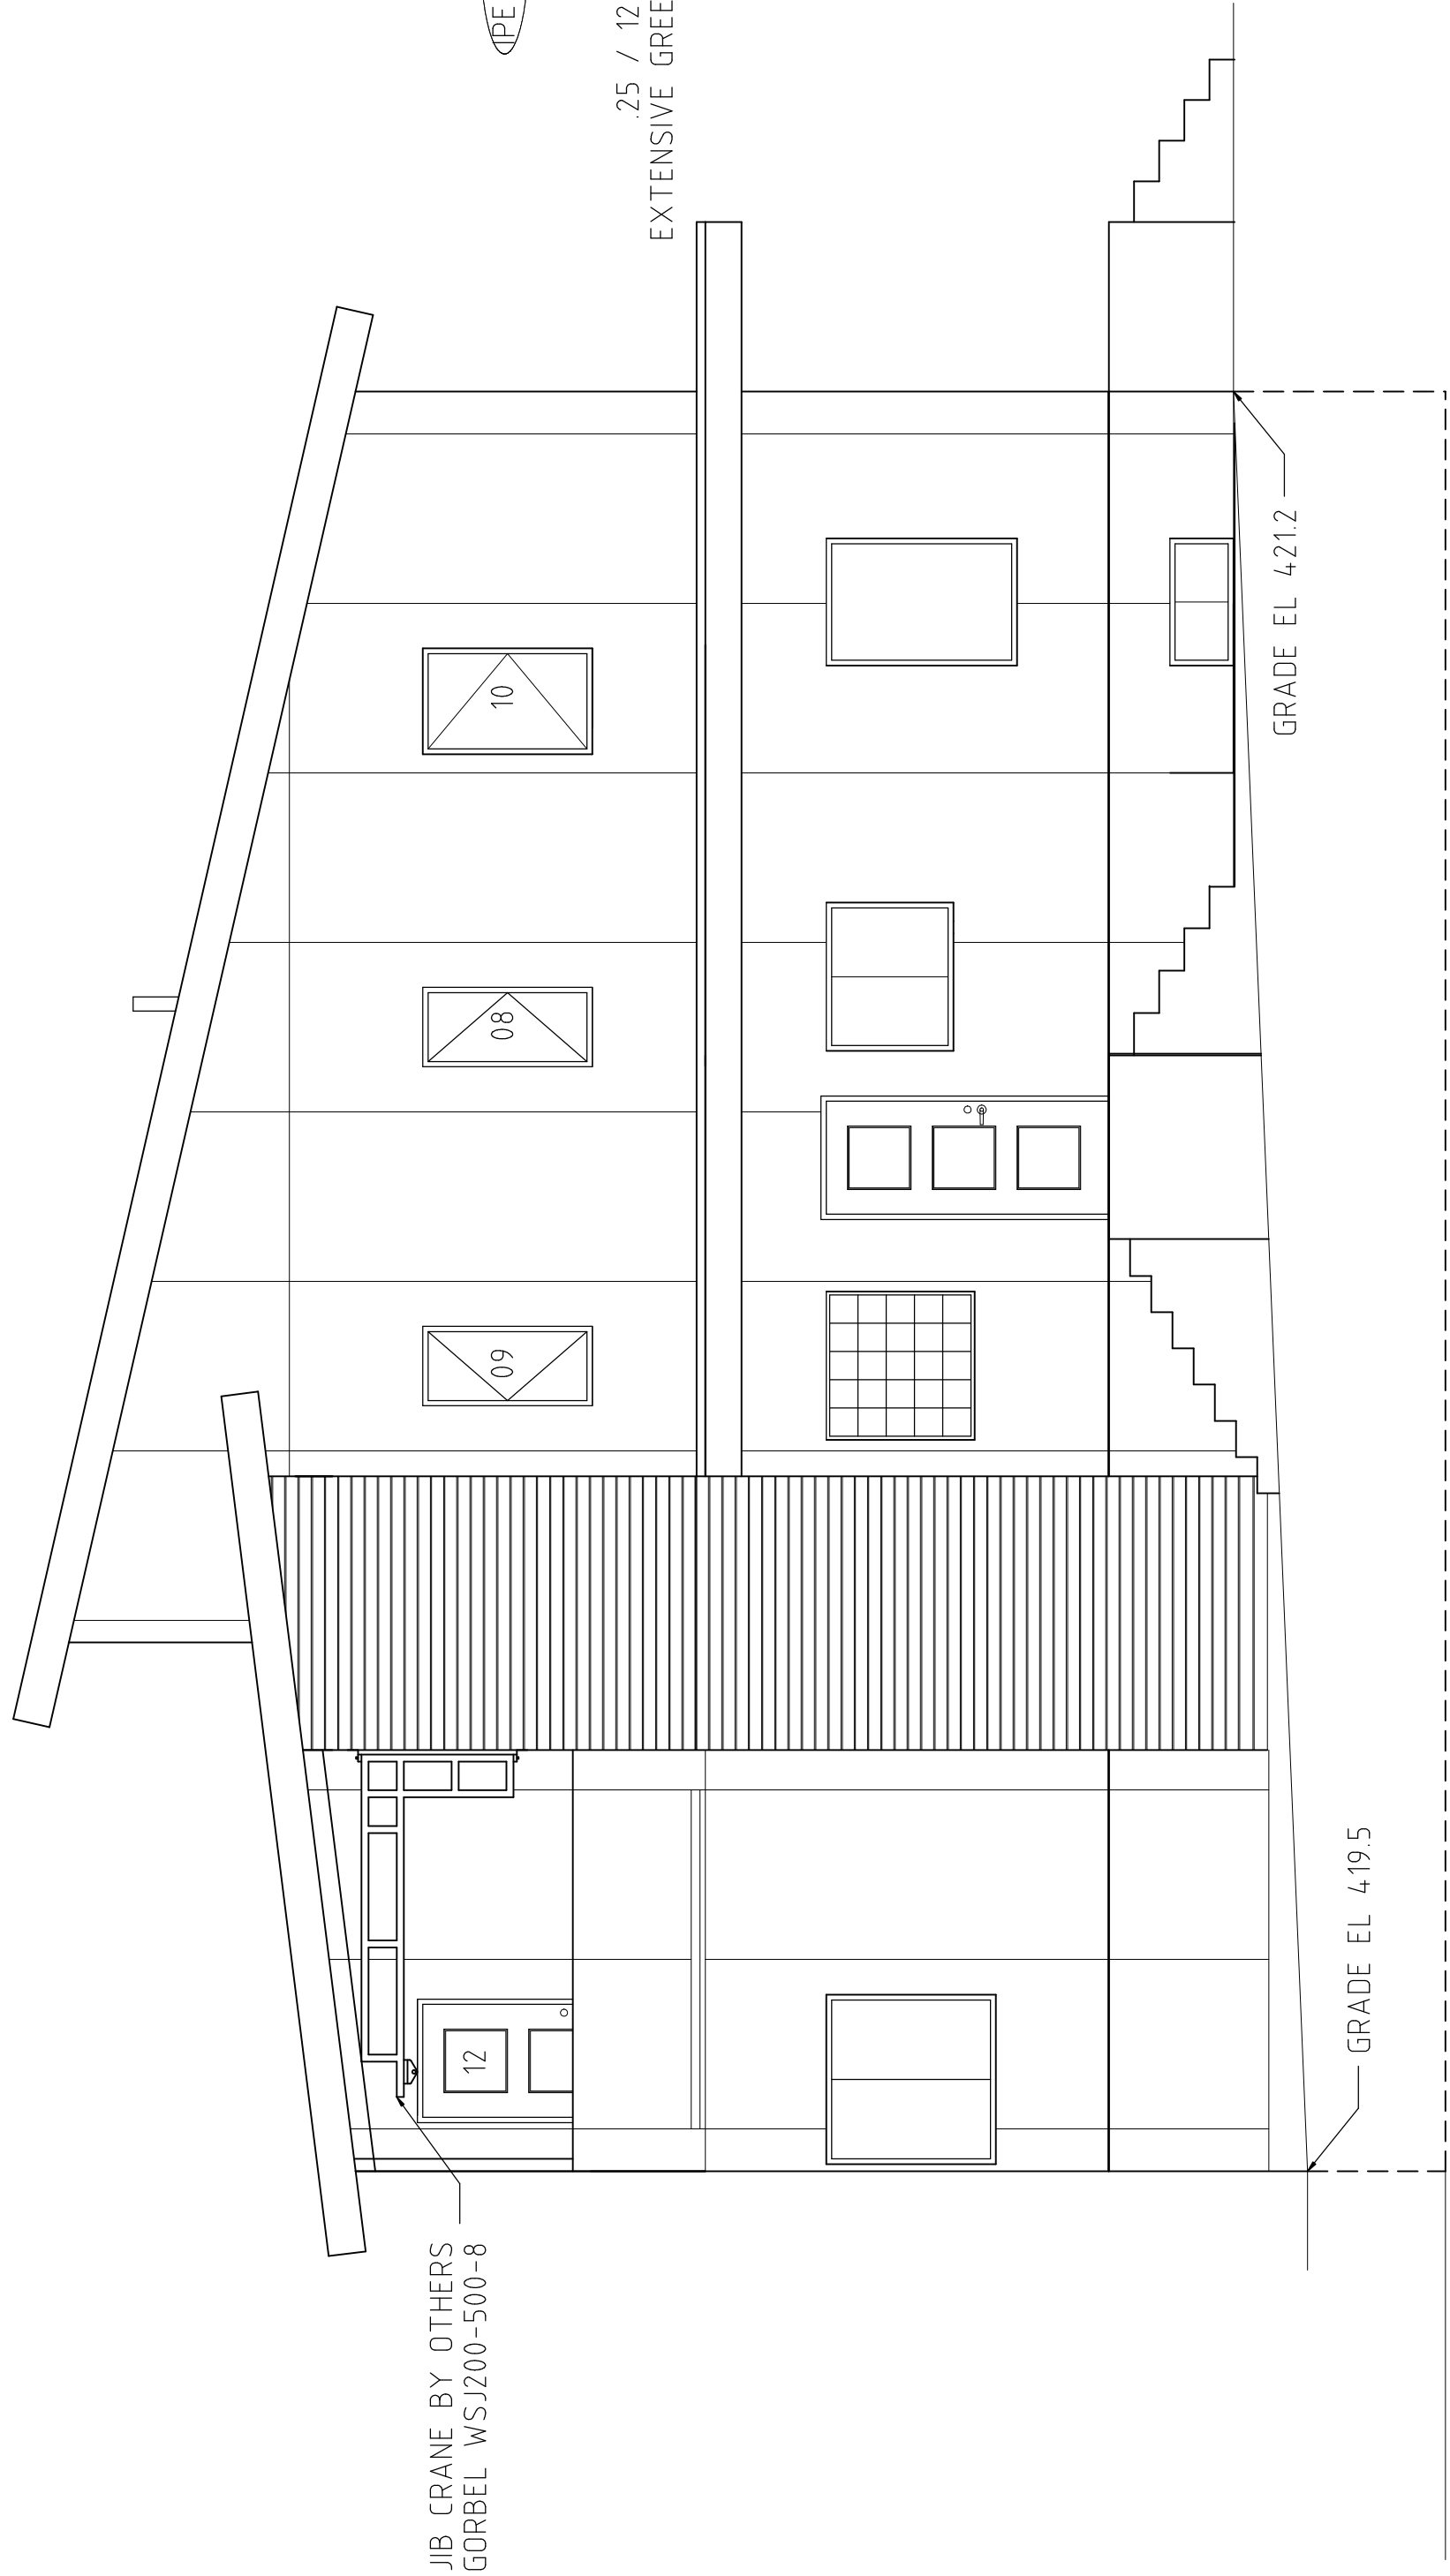 IPE
.25 / 12
EXTENSIVE GREE
10
08
09
12
GRADE EL 421.2
GRADE EL 419.5
JIB CRANE BY OTHERS
GORBEL WSJ200-500-8